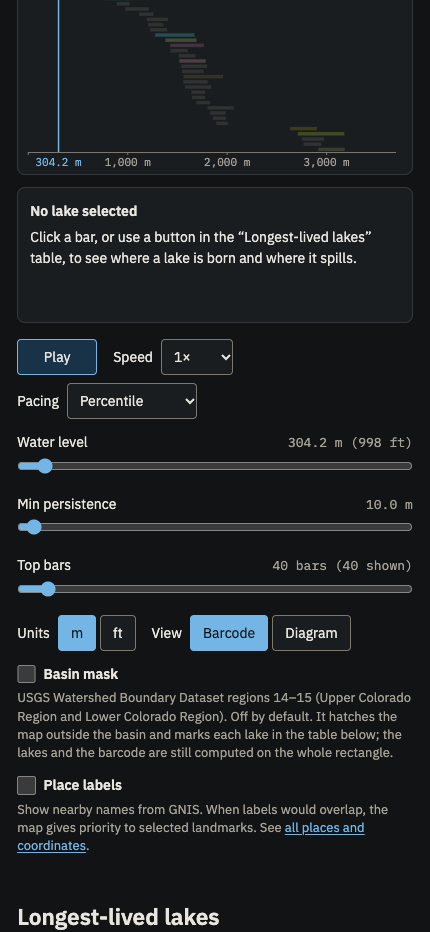 304.2 m 1,000 m 2,000 m 3,000 m
No lake selected
Click a bar, or use a button in the “Longest-lived lakes”
table, to see where a lake is born and where it spills.
Play Speed 1×
Pacing Percentile
Water level 304.2 m (998 ft)
Min persistence 10.0 m
Top bars 40 bars (40 shown)
Units m ft View Barcode Diagram
Basin mask
USGS Watershed Boundary Dataset regions 14–15 (Upper Colorado
Region and Lower Colorado Region). Off by default. It hatches the
map outside the basin and marks each lake in the table below; the
lakes and the barcode are still computed on the whole rectangle.
Place labels
Show nearby names from GNIS. When labels would overlap, the
map gives priority to selected landmarks. See all places and
coordinates.
Longest-lived lakes